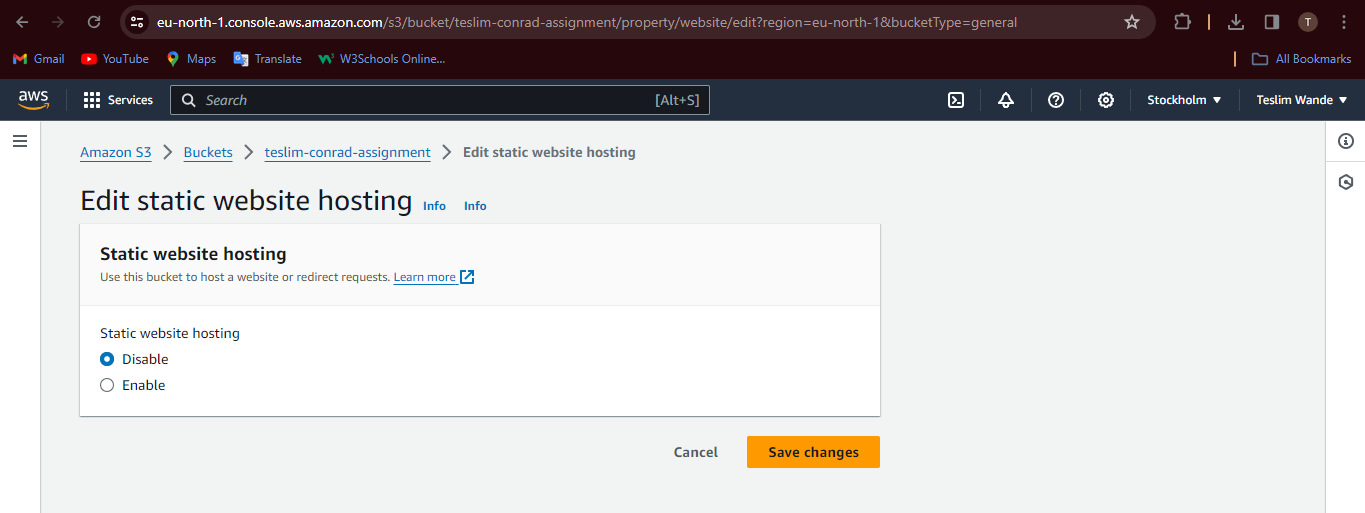 eu-north-1.console.aws.amazon.com/s3/bucket/teslim-conrad-assignment/property/website/edit?region=eu-north-1&bucketType=general
T
Gmail YouTube Maps Translate W3Schools Online... All Bookmarks
aws Services Search [Alt+S] Stockholm Teslim Wande
Amazon S3 Buckets teslim-conrad-assignment Edit static website hosting
Edit static website hosting Info Info
Static website hosting
Use this bucket to host a website or redirect requests. Learn more
Static website hosting
Disable
Enable
Cancel Save changes